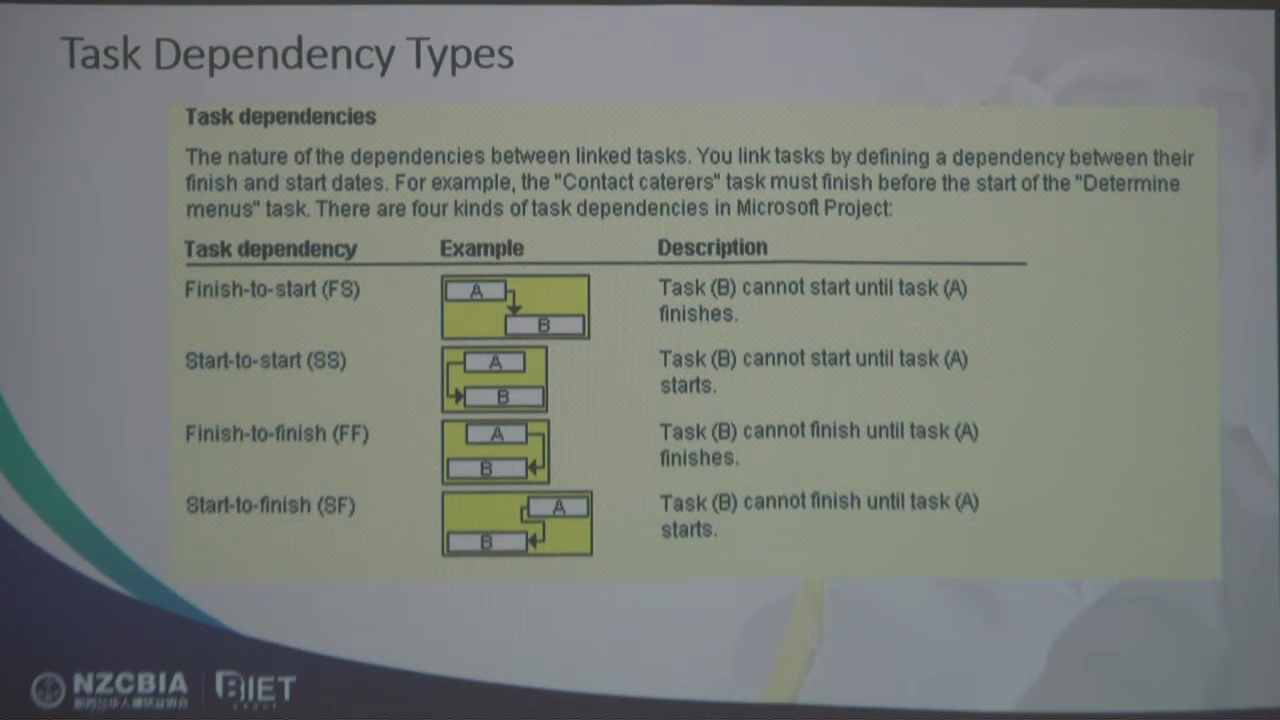 Task Dependency Types
Task dependencies
The nature of the dependencies between linked tasks. You link tasks by defining a dependency between their
finish and start dates. For example, the "Contact caterers" task must finish before the start of the "Determine
menus" task. There are four kinds of task dependencies in Microsoft Project:
Task dependency Example Description
Finish-to-start (FS) A B Task (B) cannot start until task (A)
finishes.
Start-to-start (SS) A B Task (B) cannot start until task (A)
starts.
Finish-to-finish (FF) A B Task (B) cannot finish until task (A)
finishes.
Start-to-finish (SF) A B Task (B) cannot finish until task (A)
starts.
NZCBIA BIET
GROUP